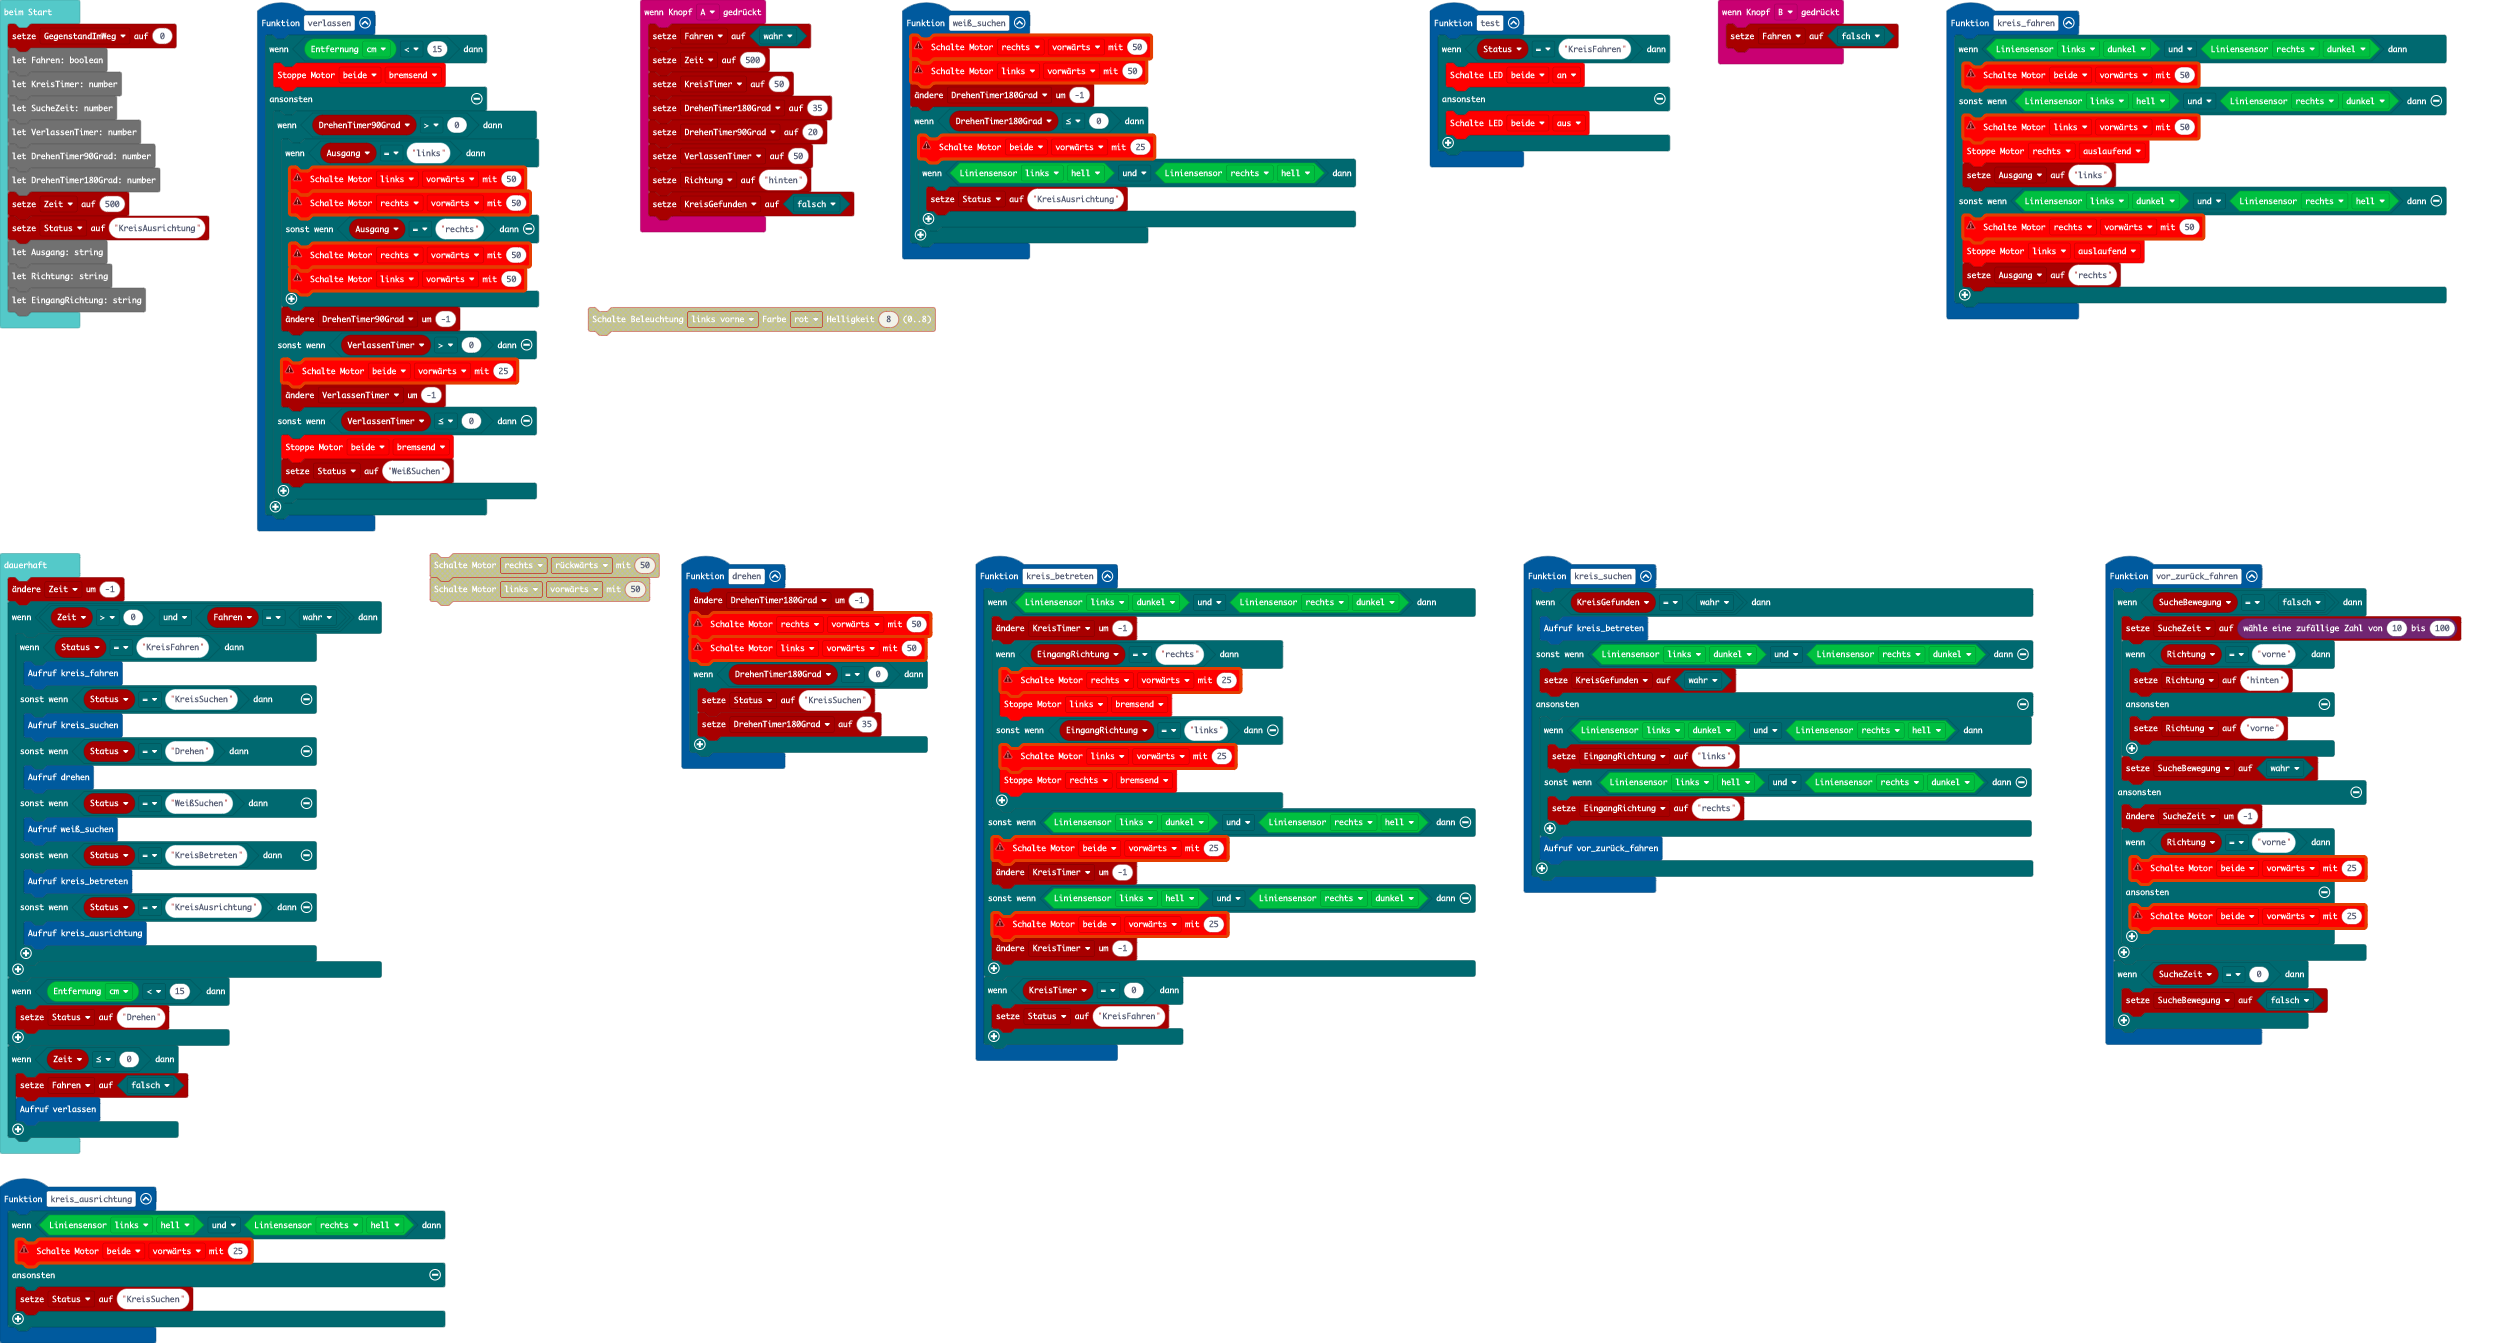 beim Start
setze GegenstandImWeg auf 0
let Fahren: boolean
let KreisTimer: number
let SucheZeit: number
let VerlassenTimer: number
let DrehenTimer90Grad: number
let DrehenTimer180Grad: number
setze Zeit auf 500
setze Status auf "KreisAusrichtung"
let Ausgang: string
let Richtung: string
let EingangRichtung: string
Funktion verlassen
wenn Entfernung cm < 15 dann
Stoppe Motor beide bremsend
ansonsten
wenn DrehenTimer90Grad > 0 dann
wenn Ausgang = "links" dann
Schalte Motor links vorwärts mit 50
Schalte Motor rechts vorwärts mit 50
sonst wenn Ausgang = "rechts" dann
Schalte Motor rechts vorwärts mit 50
Schalte Motor links vorwärts mit 50
ändere DrehenTimer90Grad um -1
sonst wenn VerlassenTimer > 0 dann
Schalte Motor beide vorwärts mit 25
ändere VerlassenTimer um -1
sonst wenn VerlassenTimer ≤ 0 dann
Stoppe Motor beide bremsend
setze Status auf "WeißSuchen"
wenn Knopf A gedrückt
setze Fahren auf wahr
setze Zeit auf 500
setze KreisTimer auf 50
setze DrehenTimer180Grad auf 35
setze DrehenTimer90Grad auf 20
setze VerlassenTimer auf 50
setze Richtung auf "hinten"
setze KreisGefunden auf falsch
Schalte Beleuchtung links vorne Farbe rot Helligkeit 8 (0..8)
Funktion weiß_suchen
Schalte Motor rechts vorwärts mit 50
Schalte Motor links vorwärts mit 50
ändere DrehenTimer180Grad um -1
wenn DrehenTimer180Grad ≤ 0 dann
Schalte Motor beide vorwärts mit 25
wenn Liniensensor links hell und Liniensensor rechts hell dann
setze Status auf "KreisAusrichtung"
Funktion test
wenn Status = "KreisFahren" dann
Schalte LED beide an
ansonsten
Schalte LED beide aus
wenn Knopf B gedrückt
setze Fahren auf falsch
Funktion kreis_fahren
wenn Liniensensor links dunkel und Liniensensor rechts dunkel dann
Schalte Motor beide vorwärts mit 50
sonst wenn Liniensensor links hell und Liniensensor rechts dunkel dann
Schalte Motor links vorwärts mit 50
Stoppe Motor rechts auslaufend
setze Ausgang auf "links"
sonst wenn Liniensensor links dunkel und Liniensensor rechts hell dann
Schalte Motor rechts vorwärts mit 50
Stoppe Motor links auslaufend
setze Ausgang auf "rechts"
dauerhaft
ändere Zeit um -1
wenn Zeit > 0 und Fahren = wahr dann
wenn Status = "KreisFahren" dann
Aufruf kreis_fahren
sonst wenn Status = "KreisSuchen" dann
Aufruf kreis_suchen
sonst wenn Status = "Drehen" dann
Aufruf drehen
sonst wenn Status = "WeißSuchen" dann
Aufruf weiß_suchen
sonst wenn Status = "KreisBetreten" dann
Aufruf kreis_betreten
sonst wenn Status = "KreisAusrichtung" dann
Aufruf kreis_ausrichtung
wenn Entfernung cm < 15 dann
setze Status auf "Drehen"
wenn Zeit ≤ 0 dann
setze Fahren auf falsch
Aufruf verlassen
Schalte Motor rechts rückwärts mit 50
Schalte Motor links vorwärts mit 50
Funktion drehen
ändere DrehenTimer180Grad um -1
Schalte Motor rechts vorwärts mit 50
Schalte Motor links vorwärts mit 50
wenn DrehenTimer180Grad = 0 dann
setze Status auf "KreisSuchen"
setze DrehenTimer180Grad auf 35
Funktion kreis_betreten
wenn Liniensensor links dunkel und Liniensensor rechts dunkel dann
ändere KreisTimer um -1
wenn EingangRichtung = "rechts" dann
Schalte Motor rechts vorwärts mit 25
Stoppe Motor links bremsend
sonst wenn EingangRichtung = "links" dann
Schalte Motor links vorwärts mit 25
Stoppe Motor rechts bremsend
sonst wenn Liniensensor links dunkel und Liniensensor rechts hell dann
Schalte Motor beide vorwärts mit 25
ändere KreisTimer um -1
sonst wenn Liniensensor links hell und Liniensensor rechts dunkel dann
Schalte Motor beide vorwärts mit 25
ändere KreisTimer um -1
wenn KreisTimer = 0 dann
setze Status auf "KreisFahren"
Funktion kreis_suchen
wenn KreisGefunden = wahr dann
Aufruf kreis_betreten
sonst wenn Liniensensor links dunkel und Liniensensor rechts dunkel dann
setze KreisGefunden auf wahr
ansonsten
wenn Liniensensor links dunkel und Liniensensor rechts hell dann
setze EingangRichtung auf "links"
sonst wenn Liniensensor links hell und Liniensensor rechts dunkel dann
setze EingangRichtung auf "rechts"
Aufruf vor_zurück_fahren
Funktion vor_zurück_fahren
wenn SucheBewegung = falsch dann
setze SucheZeit auf wähle eine zufällige Zahl von 10 bis 100
wenn Richtung = "vorne" dann
setze Richtung auf "hinten"
ansonsten
setze Richtung auf "vorne"
setze SucheBewegung auf wahr
ansonsten
ändere SucheZeit um -1
wenn Richtung = "vorne" dann
Schalte Motor beide vorwärts mit 25
ansonsten
Schalte Motor beide vorwärts mit 25
wenn SucheZeit = 0 dann
setze SucheBewegung auf falsch
Funktion kreis_ausrichtung
wenn Liniensensor links hell und Liniensensor rechts hell dann
Schalte Motor beide vorwärts mit 25
ansonsten
setze Status auf "KreisSuchen"